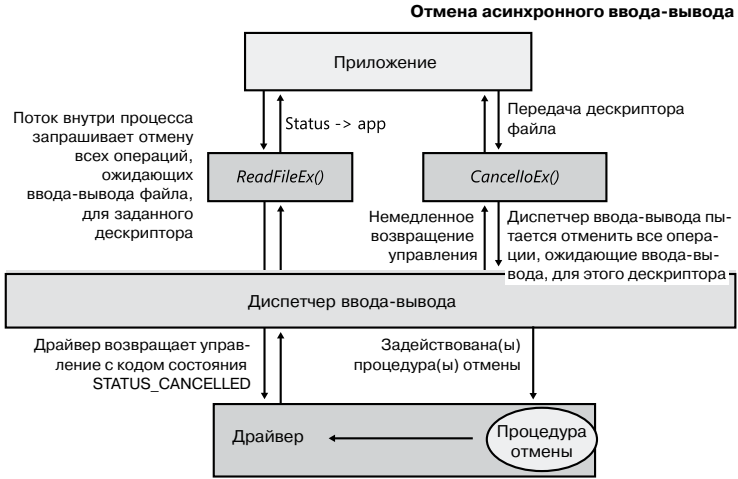 Отмена асинхронного ввода-вывода
Приложение
Поток внутри процесса
запрашивает отмену
всех операций,
ожидающих
ввода-вывода файла,
для заданного
дескриптора
Status -> app
Передача дескриптора
файла
ReadFileEx()
CancelIoEx()
Немедленное
возвращение
управления
Диспетчер ввода-вывода пы-
тается отменить все опера-
ции, ожидающие ввода-вы-
вода, для этого дескриптора
Диспетчер ввода-вывода
Драйвер возвращает управ-
ление с кодом состояния
STATUS_CANCELLED
Задействована(ы)
процедура(ы) отмены
Драйвер
Процедура
отмены